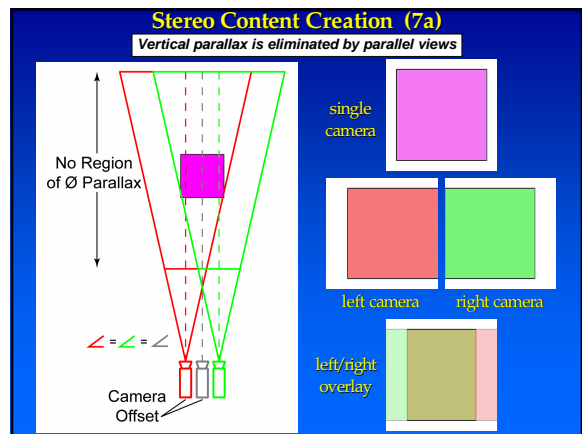 Stereo Content Creation (7a)
Vertical parallax is eliminated by parallel views
No Region
of Ø Parallax
= =
Camera
Offset
single
camera
left camera
right camera
left/right
overlay